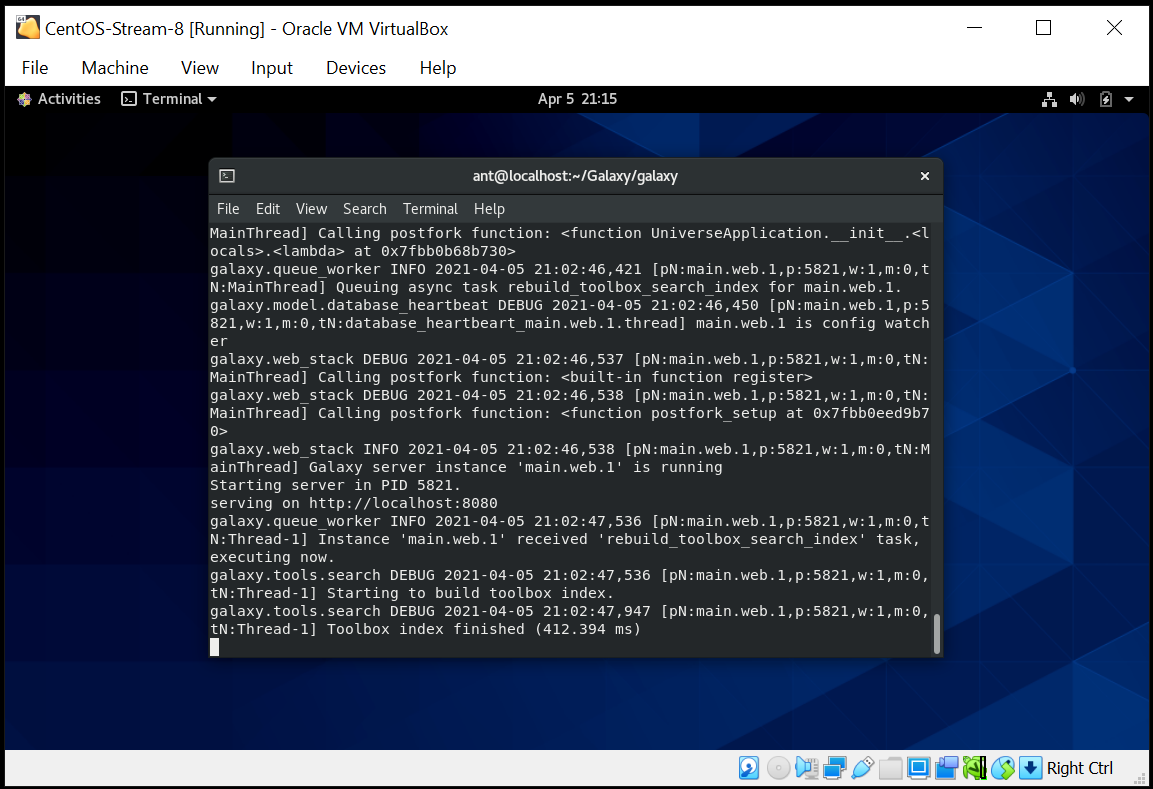 CentOS-Stream-8 [Running] - Oracle VM VirtualBox
File Machine View Input Devices Help
Activities Terminal Apr 5 21:15
ant@localhost:~/Galaxy/galaxy
File Edit View Search Terminal Help
MainThread] Calling postfork function: <function UniverseApplication.__init__.<l
ocals>.<lambda> at 0x7fbb0b68b730>
galaxy.queue_worker INFO 2021-04-05 21:02:46,421 [pN:main.web.1,p:5821,w:1,m:0,t
N:MainThread] Queuing async task rebuild_toolbox_search_index for main.web.1.
galaxy.model.database_heartbeat DEBUG 2021-04-05 21:02:46,450 [pN:main.web.1,p:5
821,w:1,m:0,tN:database_heartbeart_main.web.1.thread] main.web.1 is config watch
er
galaxy.web_stack DEBUG 2021-04-05 21:02:46,537 [pN:main.web.1,p:5821,w:1,m:0,tN:
MainThread] Calling postfork function: <built-in function register>
galaxy.web_stack DEBUG 2021-04-05 21:02:46,538 [pN:main.web.1,p:5821,w:1,m:0,tN:
MainThread] Calling postfork function: <function postfork_setup at 0x7fbb0eed9b7
0>
galaxy.web_stack INFO 2021-04-05 21:02:46,538 [pN:main.web.1,p:5821,w:1,m:0,tN:M
ainThread] Galaxy server instance 'main.web.1' is running
Starting server in PID 5821.
serving on http://localhost:8080
galaxy.queue_worker INFO 2021-04-05 21:02:47,536 [pN:main.web.1,p:5821,w:1,m:0,t
N:Thread-1] Instance 'main.web.1' received 'rebuild_toolbox_search_index' task,
executing now.
galaxy.tools.search DEBUG 2021-04-05 21:02:47,536 [pN:main.web.1,p:5821,w:1,m:0,
tN:Thread-1] Starting to build toolbox index.
galaxy.tools.search DEBUG 2021-04-05 21:02:47,947 [pN:main.web.1,p:5821,w:1,m:0,
tN:Thread-1] Toolbox index finished (412.394 ms)
Right Ctrl